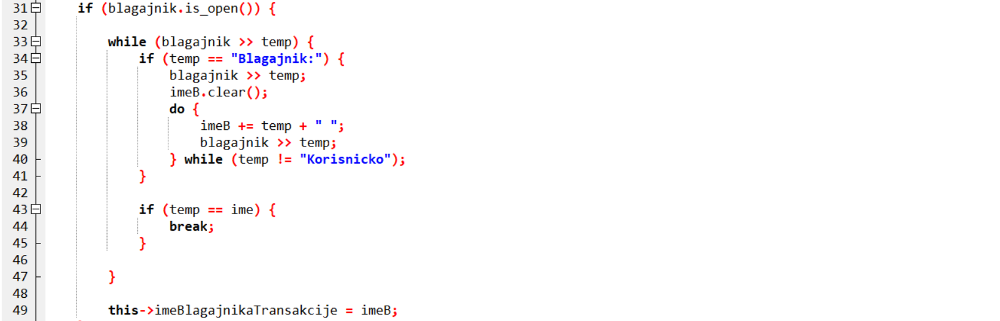 31 if (blagajnik.is_open()) {
32
33 while (blagajnik >> temp) {
34 if (temp == "Blagajnik:") {
35 blagajnik >> temp;
36 imeB.clear();
37 do {
38 imeB += temp + " ";
39 blagajnik >> temp;
40 } while (temp != "Korisnicko");
41 }
42
43 if (temp == ime) {
44 break;
45 }
46
47 }
48
49 this->imeBlagajnikaTransakcije = imeB;